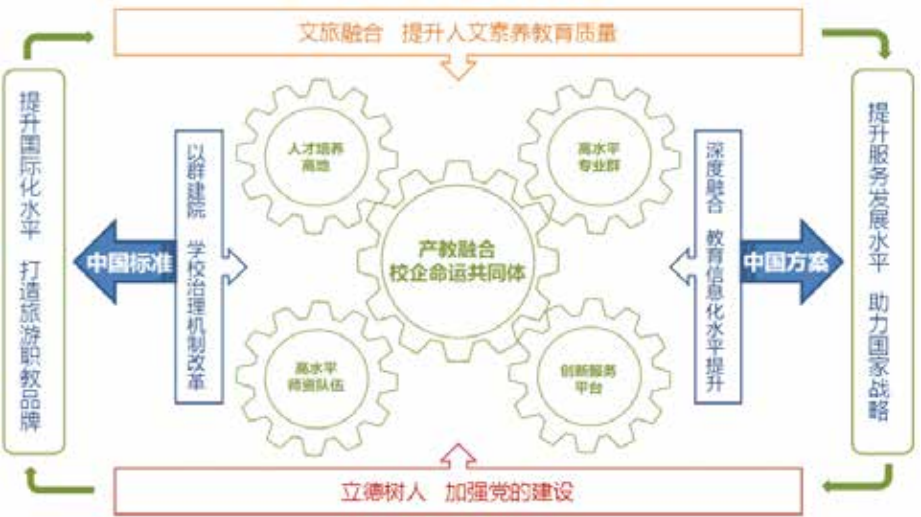 文旅融合 提升人文素养教育质量
提升国际化水平 打造旅游职教品牌
中国标准
以群建院 学校治理机制改革
人才培养
高地
高水平
专业群
产教融合
校企命运共同体
高水平
师资队伍
创新服务
平台
深度融合 教育信息化水平提升
中国方案
提升服务发展水平 助力国家战略
立德树人 加强党的建设